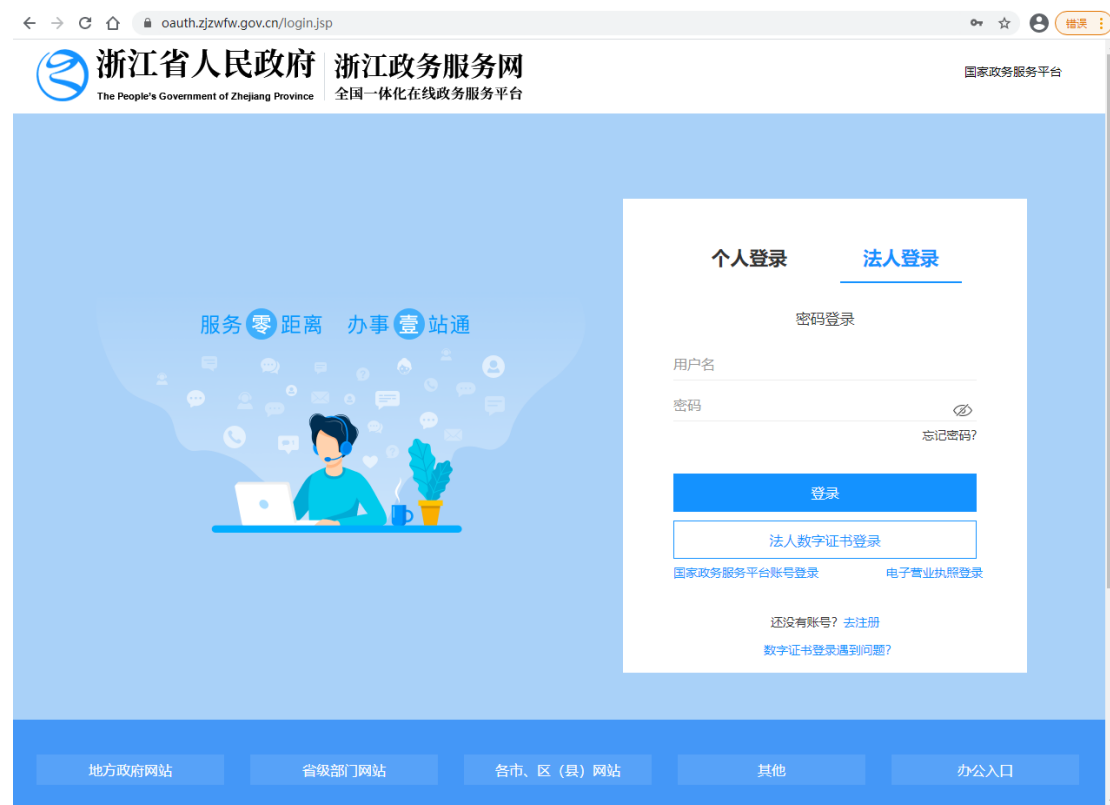 oauth.zjzwfw.gov.cn/login.jsp
错误
浙江省人民政府
The People's Government of Zhejiang Province
浙江政务服务网
全国一体化在线政务服务平台
国家政务服务平台
服务零距离 办事壹站通
个人登录 法人登录
密码登录
用户名
密码
忘记密码?
登录
法人数字证书登录
国家政务服务平台账号登录 电子营业执照登录
还没有账号? 去注册
数字证书登录遇到问题?
地方政府网站 省级部门网站 各市、区（县）网站 其他 办公入口